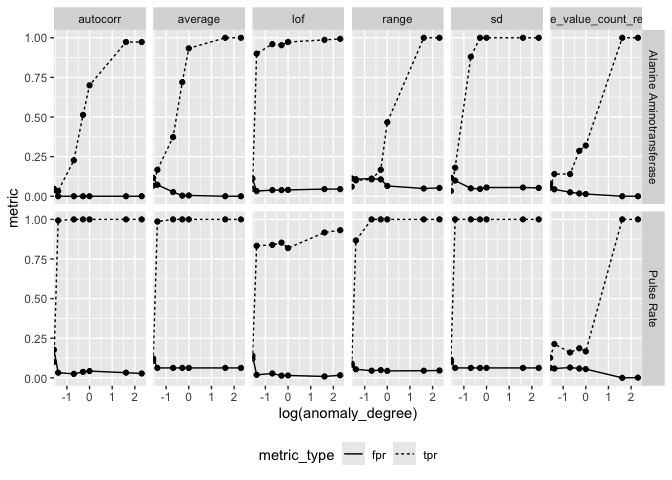 autocorr average lof range sd e_value_count_re
1.00
0.75
0.50
0.25
0.00
Alanine Aminotransferase
1.00
0.75
0.50
0.25
0.00
Pulse Rate
metric
-1 0 1 2 -1 0 1 2 -1 0 1 2 -1 0 1 2 -1 0 1 2 -1 0 1 2
log(anomaly_degree)
metric_type fpr tpr